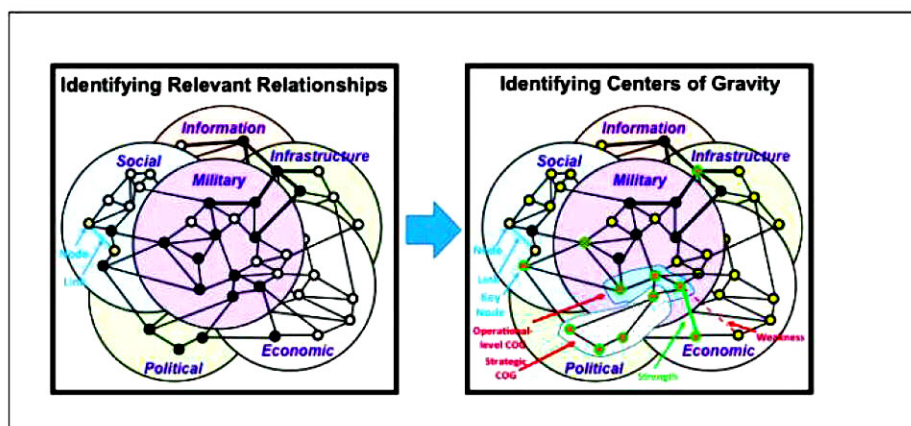 Identifying Relevant Relationships
Information
Social
Infrastructure
Military
Node
Link
Economic
Political
Identifying Centers of Gravity
Information
Social
Infrastructure
Military
Node
Link
Key
Node
Operational-
level COG
Strategic
COG
Weakness
Economic
Strength
Political